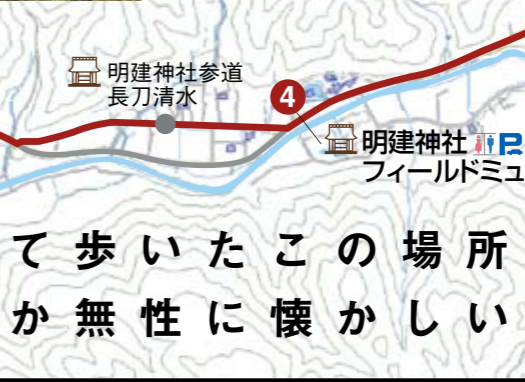 明建神社参道
長刀清水
4
明建神社
フィールドミュ
て歩いたこの場所
か無性に懐かしい